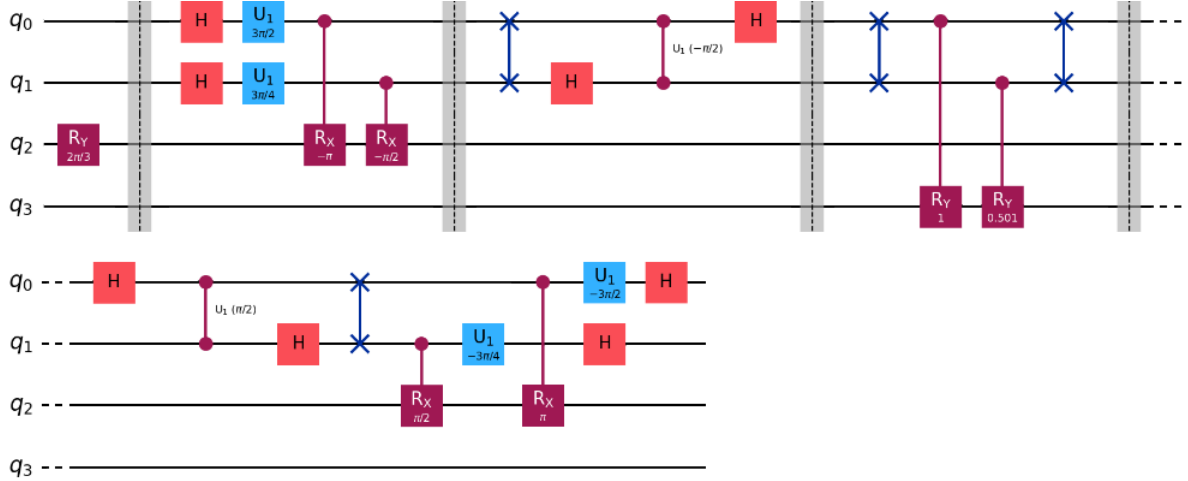 q0 H U1 3π/2 H
U1 (−π/2)
q1 H U1 3π/4 H
q2 RY 2π/3 RX −π RX −π/2
q3 RY 1 RY 0.501
q0 H U1 −3π/2 H
U1 (π/2)
q1 H U1 −3π/4 H
q2 RX π/2 RX π
q3